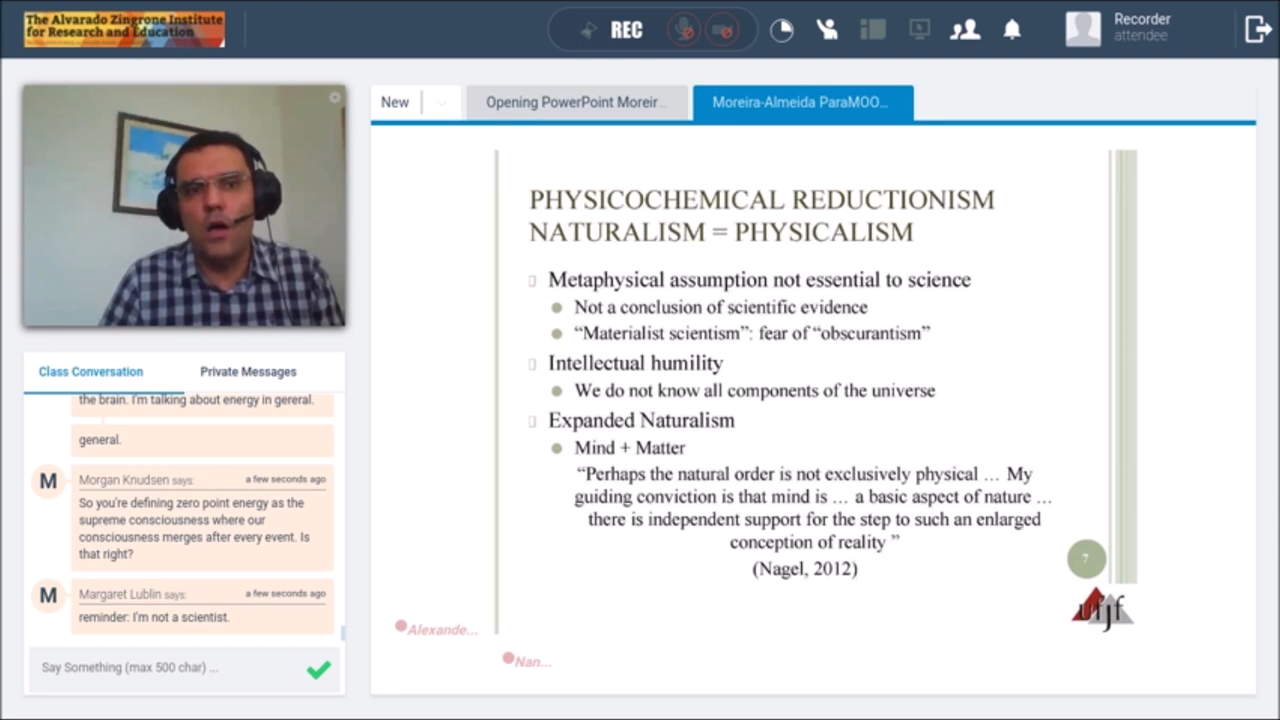 The Alvarado Zingrone Institute
for Research and Education
REC
Recorder
attendee
New
Opening PowerPoint Moreir..
Moreira-Almeida ParaMOO...
Class Conversation
Private Messages
the brain. I'm talking about energy in gereral.
general.
M
Morgan Knudsen says:
a few seconds ago
So you're defining zero point energy as the
supreme consciousness where our
consciousness merges after every event. Is
that right?
M
Margaret Lublin says:
a few seconds ago
reminder: I'm not a scientist.
Say Something (max 500 char) ...
PHYSICOCHEMICAL REDUCTIONISM
NATURALISM = PHYSICALISM
Metaphysical assumption not essential to science
Not a conclusion of scientific evidence
“Materialist scientism”: fear of “obscurantism”
Intellectual humility
We do not know all components of the universe
Expanded Naturalism
Mind + Matter
“Perhaps the natural order is not exclusively physical … My
guiding conviction is that mind is … a basic aspect of nature …
there is independent support for the step to such an enlarged
conception of reality ”
(Nagel, 2012)
7
ufjf
Alexande...
Nan...